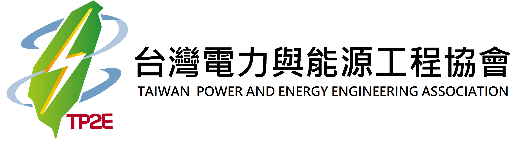 台灣電力與能源工程協會
TAIWAN POWER AND ENERGY ENGINEERING ASSOCIATION
TP2E